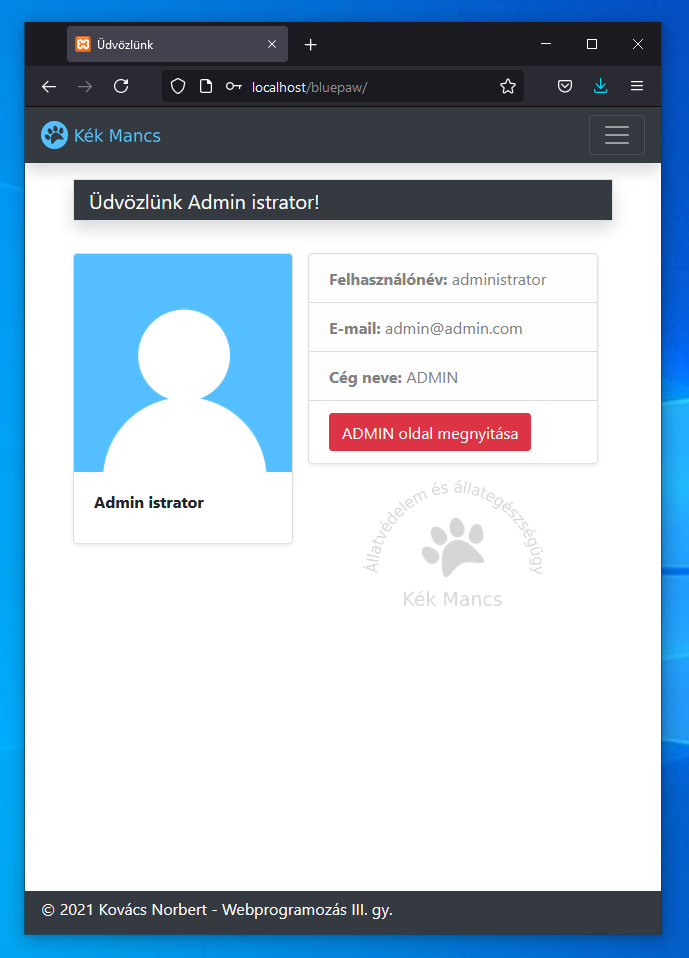 Üdvözlünk
localhost/bluepaw/
Kék Mancs
Üdvözlünk Admin istrator!
Felhasználónév: administrator
E-mail: admin@admin.com
Cég neve: ADMIN
ADMIN oldal megnyitása
Admin istrator
Állatvédelem és állategészségügy
Kék Mancs
© 2021 Kovács Norbert - Webprogramozás III. gy.